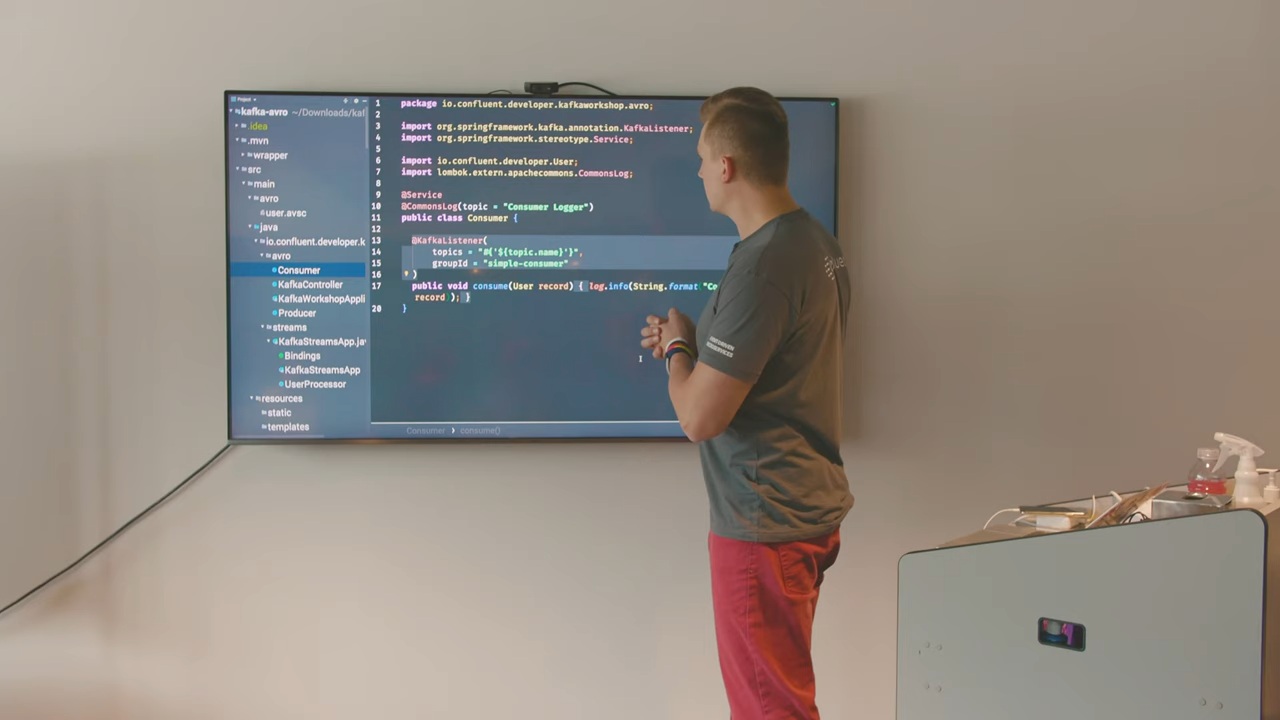 Project
kafka-avro ~/Downloads/kaf
.idea
.mvn
wrapper
src
main
avro
user.avsc
java
io.confluent.developer.k
avro
Consumer
KafkaController
KafkaWorkshopAppli
Producer
streams
KafkaStreamsApp.ja
Bindings
KafkaStreamsApp
UserProcessor
resources
static
templates
1 package io.confluent.developer.kafkaworkshop.avro;
2
3 import org.springframework.kafka.annotation.KafkaListener;
4 import org.springframework.stereotype.Service;
5
6 import io.confluent.developer.User;
7 import lombok.extern.apachecommons.CommonsLog;
8
9 @Service
10 @CommonsLog(topic = "Consumer Logger")
11 public class Consumer {
12
13 @KafkaListener(
14 topics = "#{'${topic.name}'}",
15 groupId = "simple-consumer"
16 )
17 public void consume(User record) { log.info(String.format("Co
record); }
20 }
Consumer › consume()